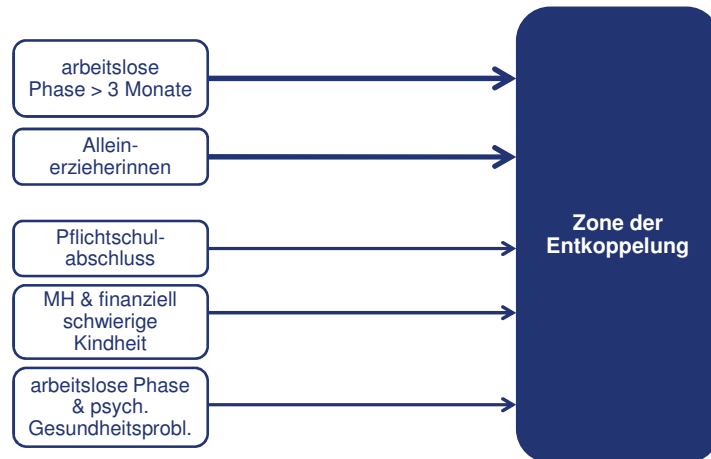 arbeitslose
Phase > 3 Monate
Allein-
erzieherinnen
Pflichtschul-
abschluss
MH & finanziell
schwierige
Kindheit
arbeitslose Phase
& psych.
Gesundheitsprobl.
Zone der
Entkoppelung